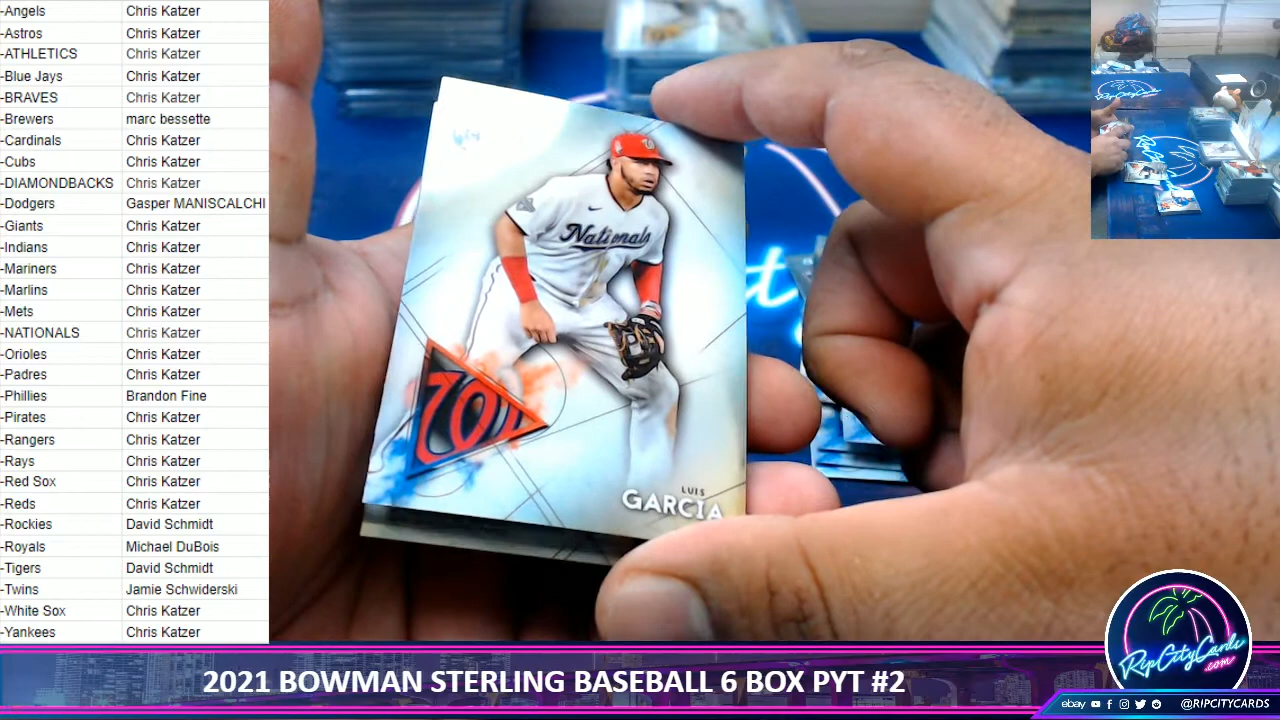 -Angels Chris Katzer
-Astros Chris Katzer
-ATHLETICS Chris Katzer
-Blue Jays Chris Katzer
-BRAVES Chris Katzer
-Brewers marc bessette
-Cardinals Chris Katzer
-Cubs Chris Katzer
-DIAMONDBACKS Chris Katzer
-Dodgers Gasper MANISCALCHI
-Giants Chris Katzer
-Indians Chris Katzer
-Mariners Chris Katzer
-Marlins Chris Katzer
-Mets Chris Katzer
-NATIONALS Chris Katzer
-Orioles Chris Katzer
-Padres Chris Katzer
-Phillies Brandon Fine
-Pirates Chris Katzer
-Rangers Chris Katzer
-Rays Chris Katzer
-Red Sox Chris Katzer
-Reds Chris Katzer
-Rockies David Schmidt
-Royals Michael DuBois
-Tigers David Schmidt
-Twins Jamie Schwiderski
-White Sox Chris Katzer
-Yankees Chris Katzer
W
Nationals
W
LUIS
GARCIA
t
RipCityCards
.com
2021 BOWMAN STERLING BASEBALL 6 BOX PYT #2
ebay @RIPCITYCARDS